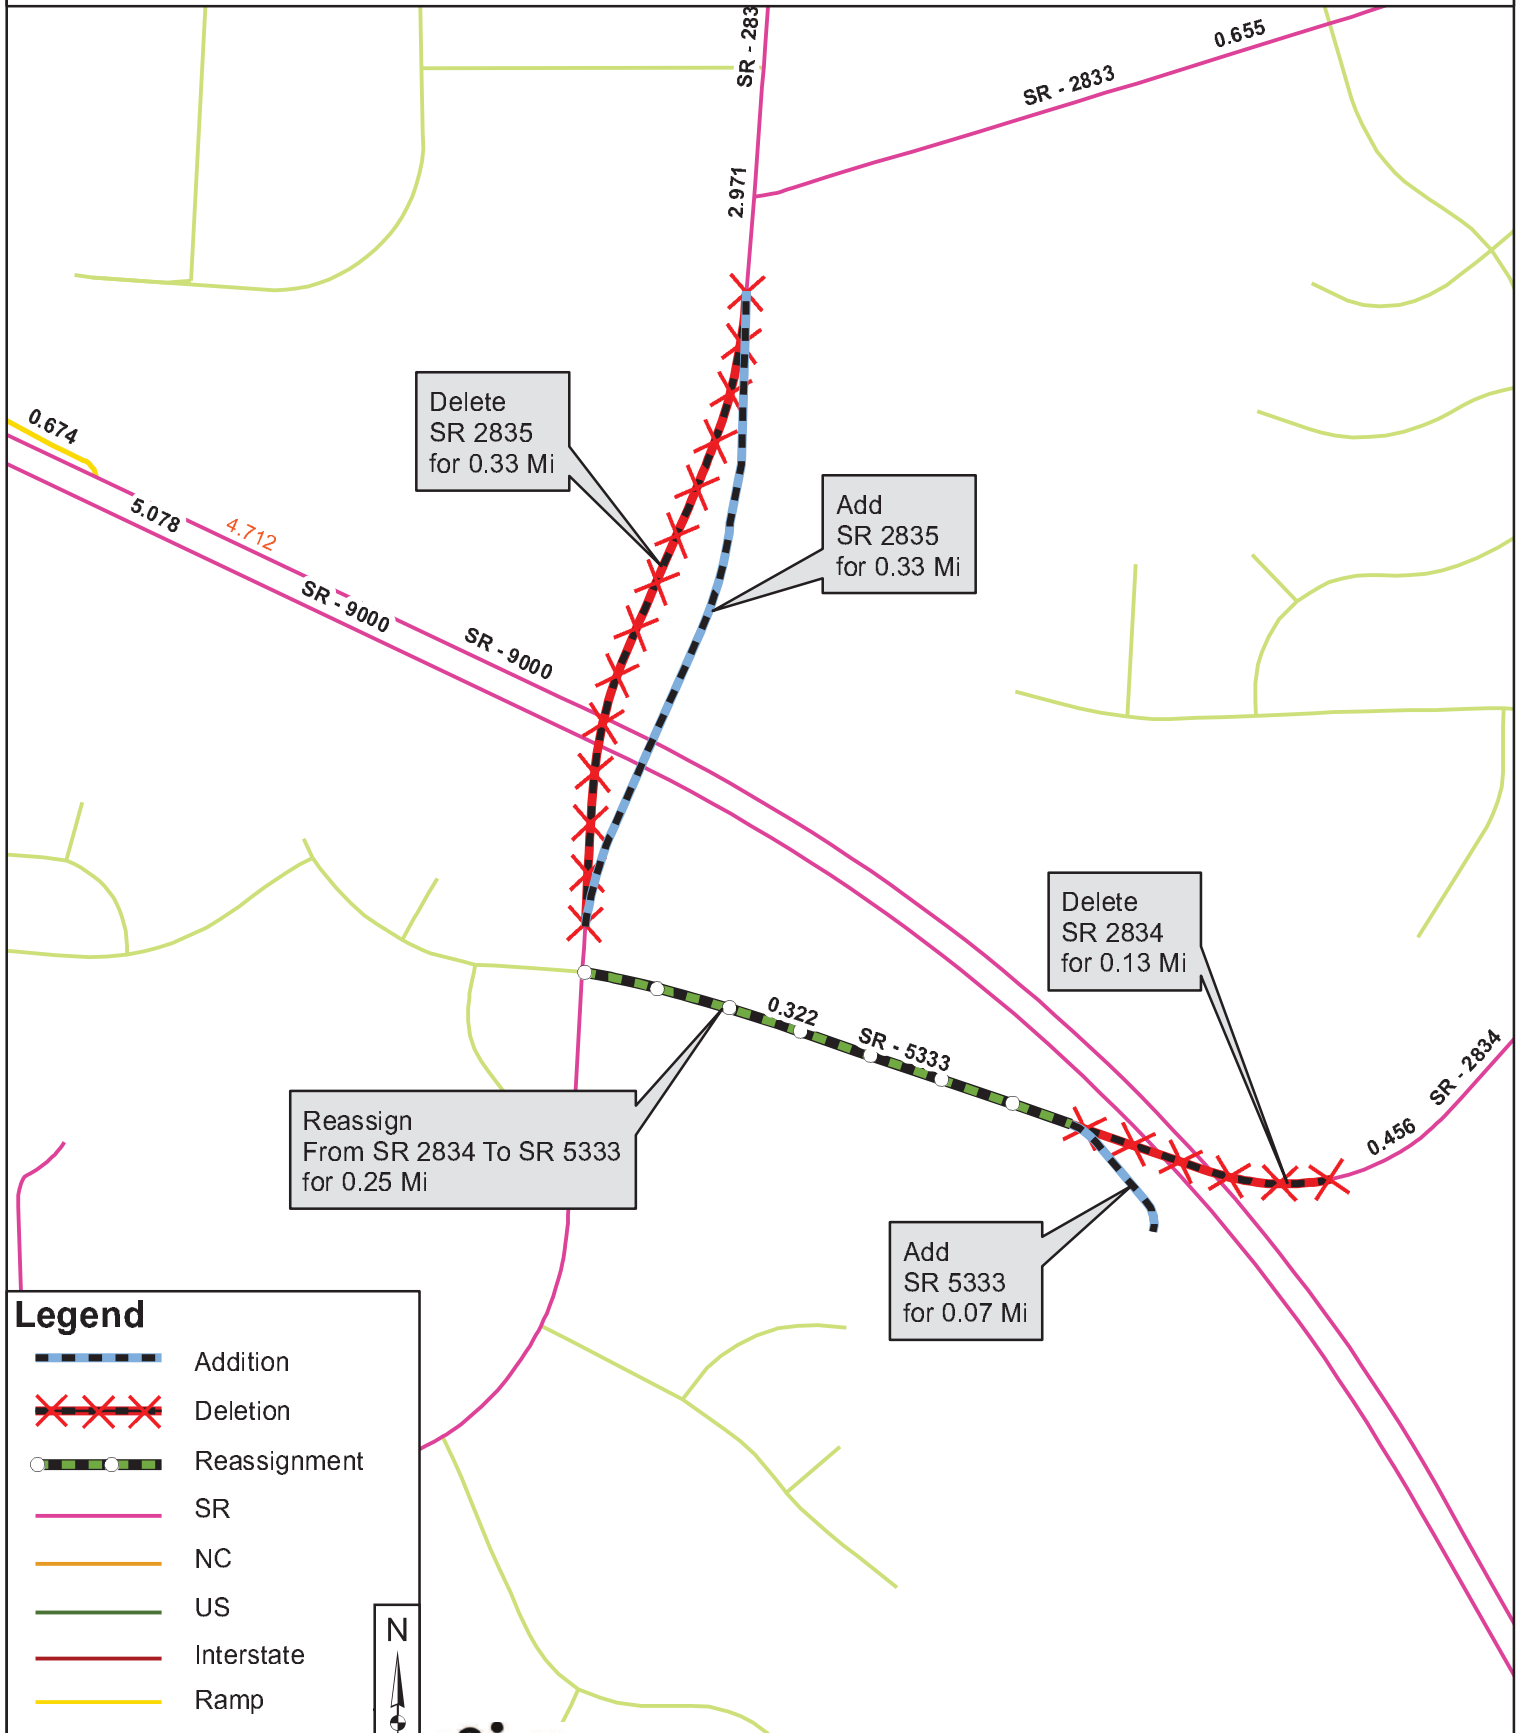 SR - 283
0.655
SR - 2833
2.971
Delete
SR 2835
for 0.33 Mi
0.674
Add
SR 2835
for 0.33 Mi
5.078
4.712
SR - 9000
SR - 9000
Delete
SR 2834
for 0.13 Mi
0.322
SR - 5333
SR - 2834
0.456
Reassign
From SR 2834 To SR 5333
for 0.25 Mi
Add
SR 5333
for 0.07 Mi
Legend
Addition
Deletion
Reassignment
SR
NC
US
Interstate
Ramp
N